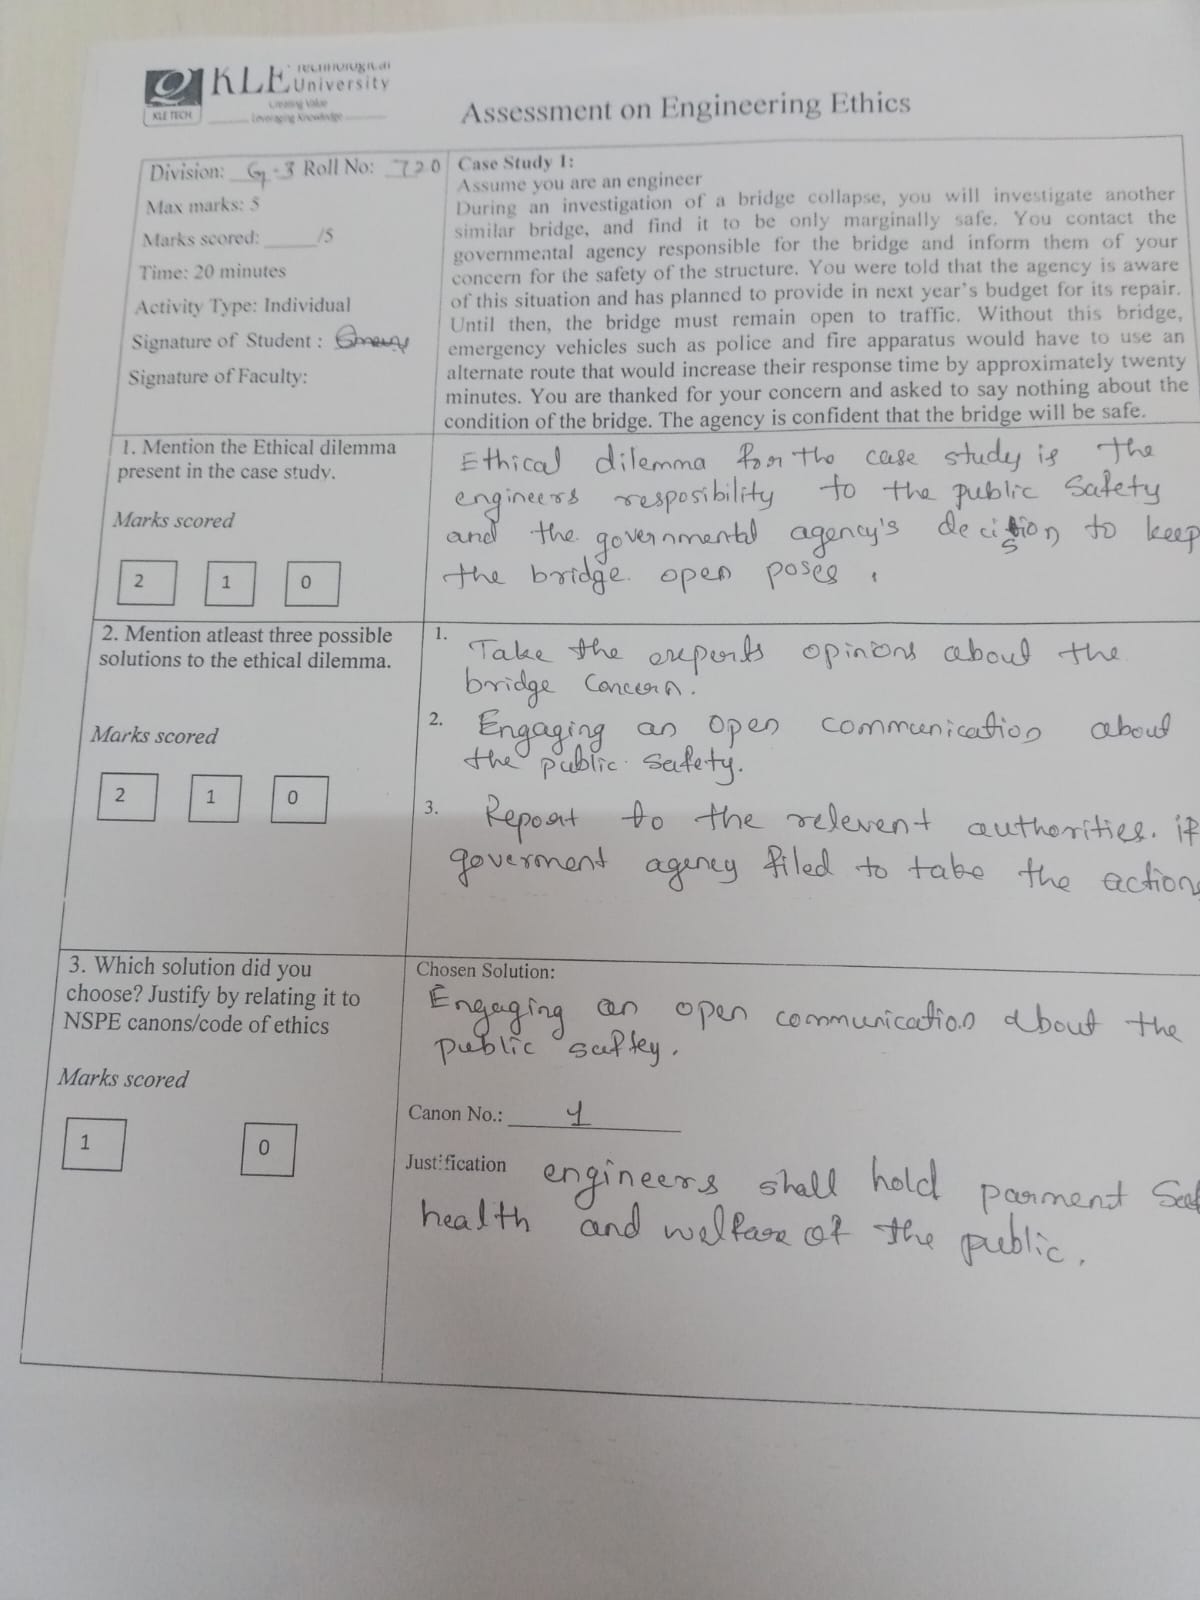 KLE Technological
University
Creating Value
Leveraging Knowledge
KLE TECH
Assessment on Engineering Ethics
Division: G-3 Roll No: 720
Max marks: 5
Marks scored: ____/5
Time: 20 minutes
Activity Type: Individual
Signature of Student :
Signature of Faculty:
Case Study 1:
Assume you are an engineer
During an investigation of a bridge collapse, you will investigate another
similar bridge, and find it to be only marginally safe. You contact the
governmental agency responsible for the bridge and inform them of your
concern for the safety of the structure. You were told that the agency is aware
of this situation and has planned to provide in next year's budget for its repair.
Until then, the bridge must remain open to traffic. Without this bridge,
emergency vehicles such as police and fire apparatus would have to use an
alternate route that would increase their response time by approximately twenty
minutes. You are thanked for your concern and asked to say nothing about the
condition of the bridge. The agency is confident that the bridge will be safe.
1. Mention the Ethical dilemma
present in the case study.
Marks scored
2 1 0
Ethical dilemma for the case study is the
engineers resposibility to the public Safety
and the governmental agency's decision to keep
the bridge open poses .
2. Mention atleast three possible
solutions to the ethical dilemma.
Marks scored
2 1 0
1. Take the experts opinions about the
bridge Concern.
2. Engaging an open communication about
the public safety.
3. Report to the relevent authorities. if
goverment agency filed to take the action
3. Which solution did you
choose? Justify by relating it to
NSPE canons/code of ethics
Marks scored
1 0
Chosen Solution:
Engaging an open communication about the
public saftey.
Canon No.: 1
Justification engineers shall hold parment
health and welfare of the public.